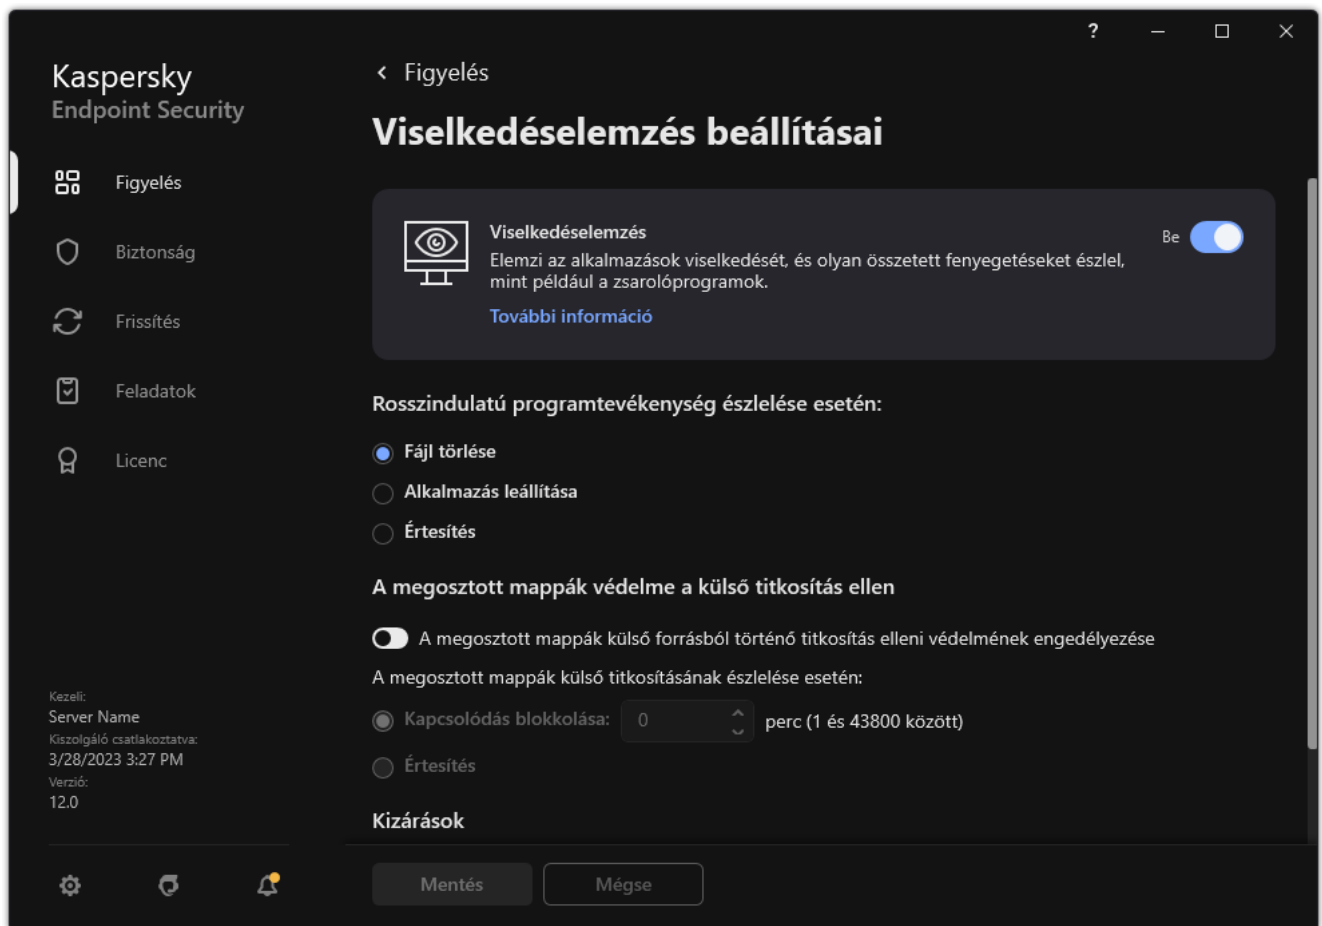 ?
Kaspersky
Endpoint Security
Figyelés
Biztonság
Frissítés
Feladatok
Licenc
Kezeli:
Server Name
Kiszolgáló csatlakoztatva:
3/28/2023 3:27 PM
Verzió:
12.0
Figyelés
Viselkedéselemzés beállításai
Viselkedéselemzés
Be
Elemzi az alkalmazások viselkedését, és olyan összetett fenyegetéseket észlel,
mint például a zsarolóprogramok.
További információ
Rosszindulatú programtevékenység észlelése esetén:
Fájl törlése
Alkalmazás leállítása
Értesítés
A megosztott mappák védelme a külső titkosítás ellen
A megosztott mappák külső forrásból történő titkosítás elleni védelmének engedélyezése
A megosztott mappák külső titkosításának észlelése esetén:
Kapcsolódás blokkolása: 0 perc (1 és 43800 között)
Értesítés
Kizárások
Mentés Mégse